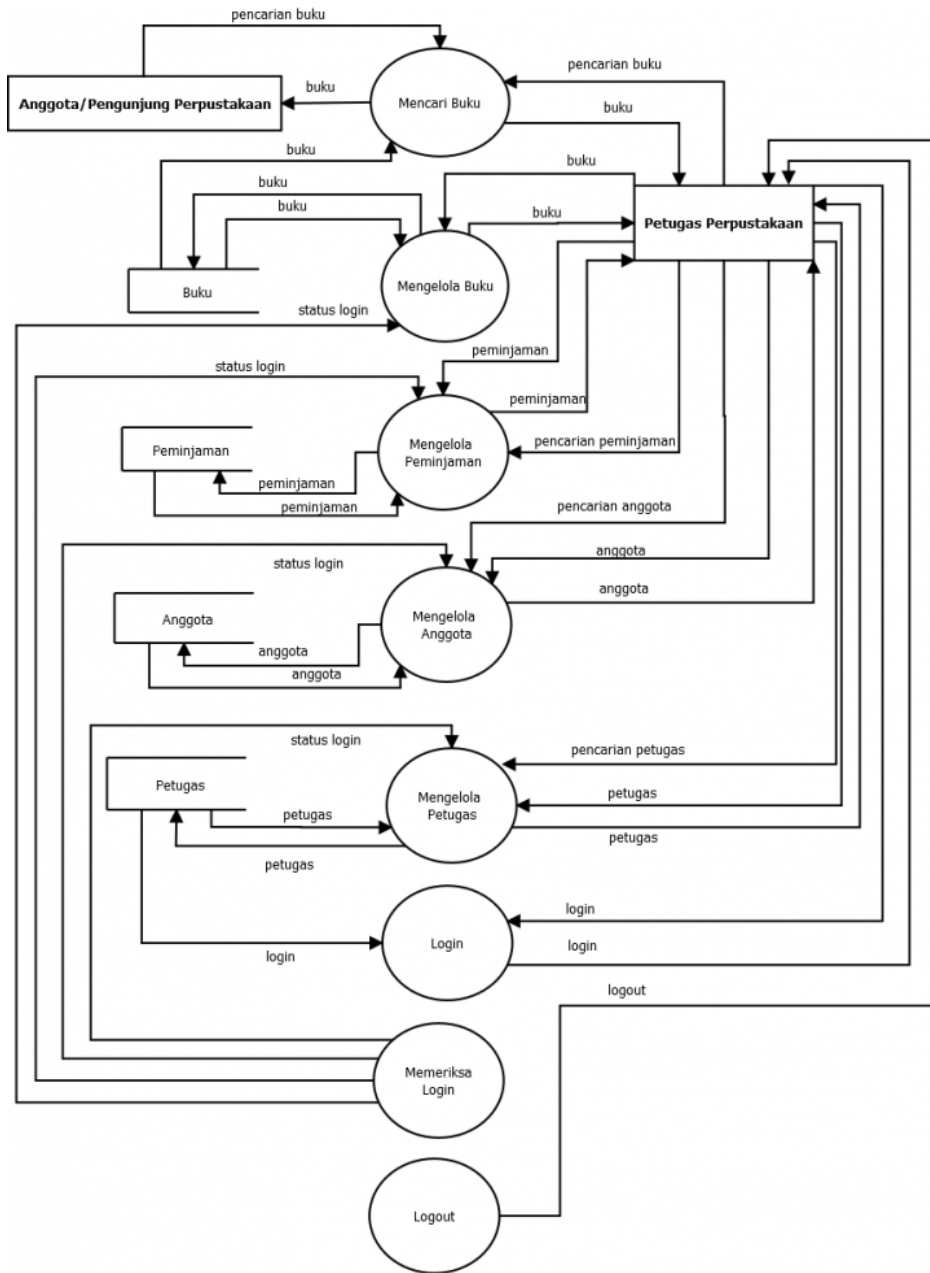 pencarian buku
pencarian buku
Anggota/Pengunjung Perpustakaan
buku
Mencari Buku
buku
buku
buku
buku
buku
buku
Petugas Perpustakaan
Mengelola Buku
Buku
status login
peminjaman
status login
peminjaman
Mengelola
Peminjaman
pencarian peminjaman
Peminjaman
peminjaman
peminjaman
pencarian anggota
anggota
status login
anggota
Mengelola
Anggota
Anggota
anggota
anggota
status login
pencarian petugas
Petugas
Mengelola
Petugas
petugas
petugas
petugas
petugas
login
Login
login
login
logout
Memeriksa
Login
Logout